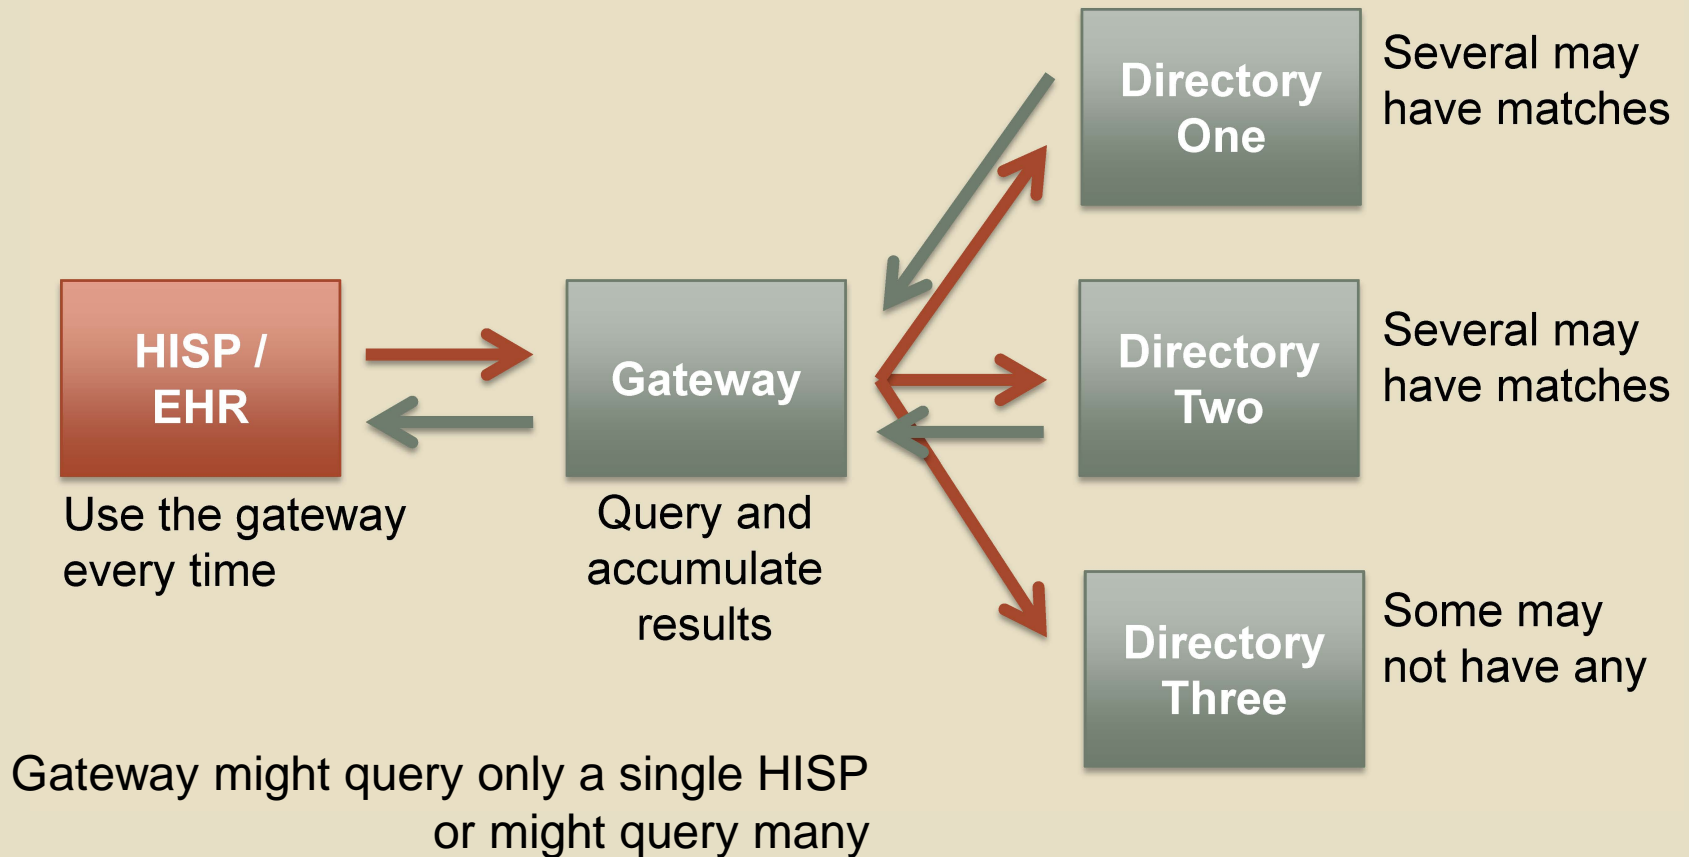 Directory
One
Several may
have matches
HISP /
EHR
Use the gateway
every time
Gateway
Query and
accumulate
results
Directory
Two
Several may
have matches
Directory
Three
Some may
not have any
Gateway might query only a single HISP
or might query many